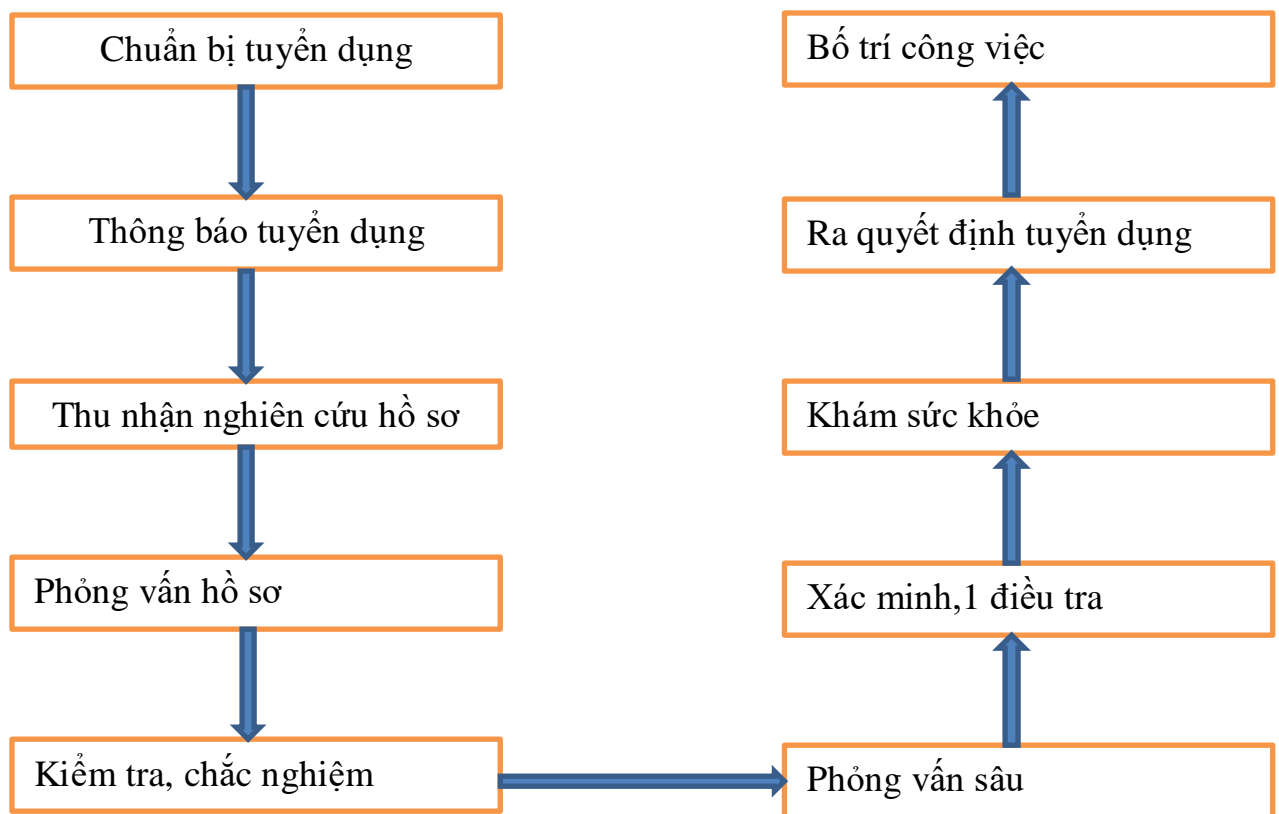 Chuẩn bị tuyển dụng
Thông báo tuyển dụng
Thu nhận nghiên cứu hồ sơ
Phỏng vấn hồ sơ
Kiểm tra, chắc nghiệm
Phỏng vấn sâu
Xác minh,1 điều tra
Khám sức khỏe
Ra quyết định tuyển dụng
Bố trí công việc